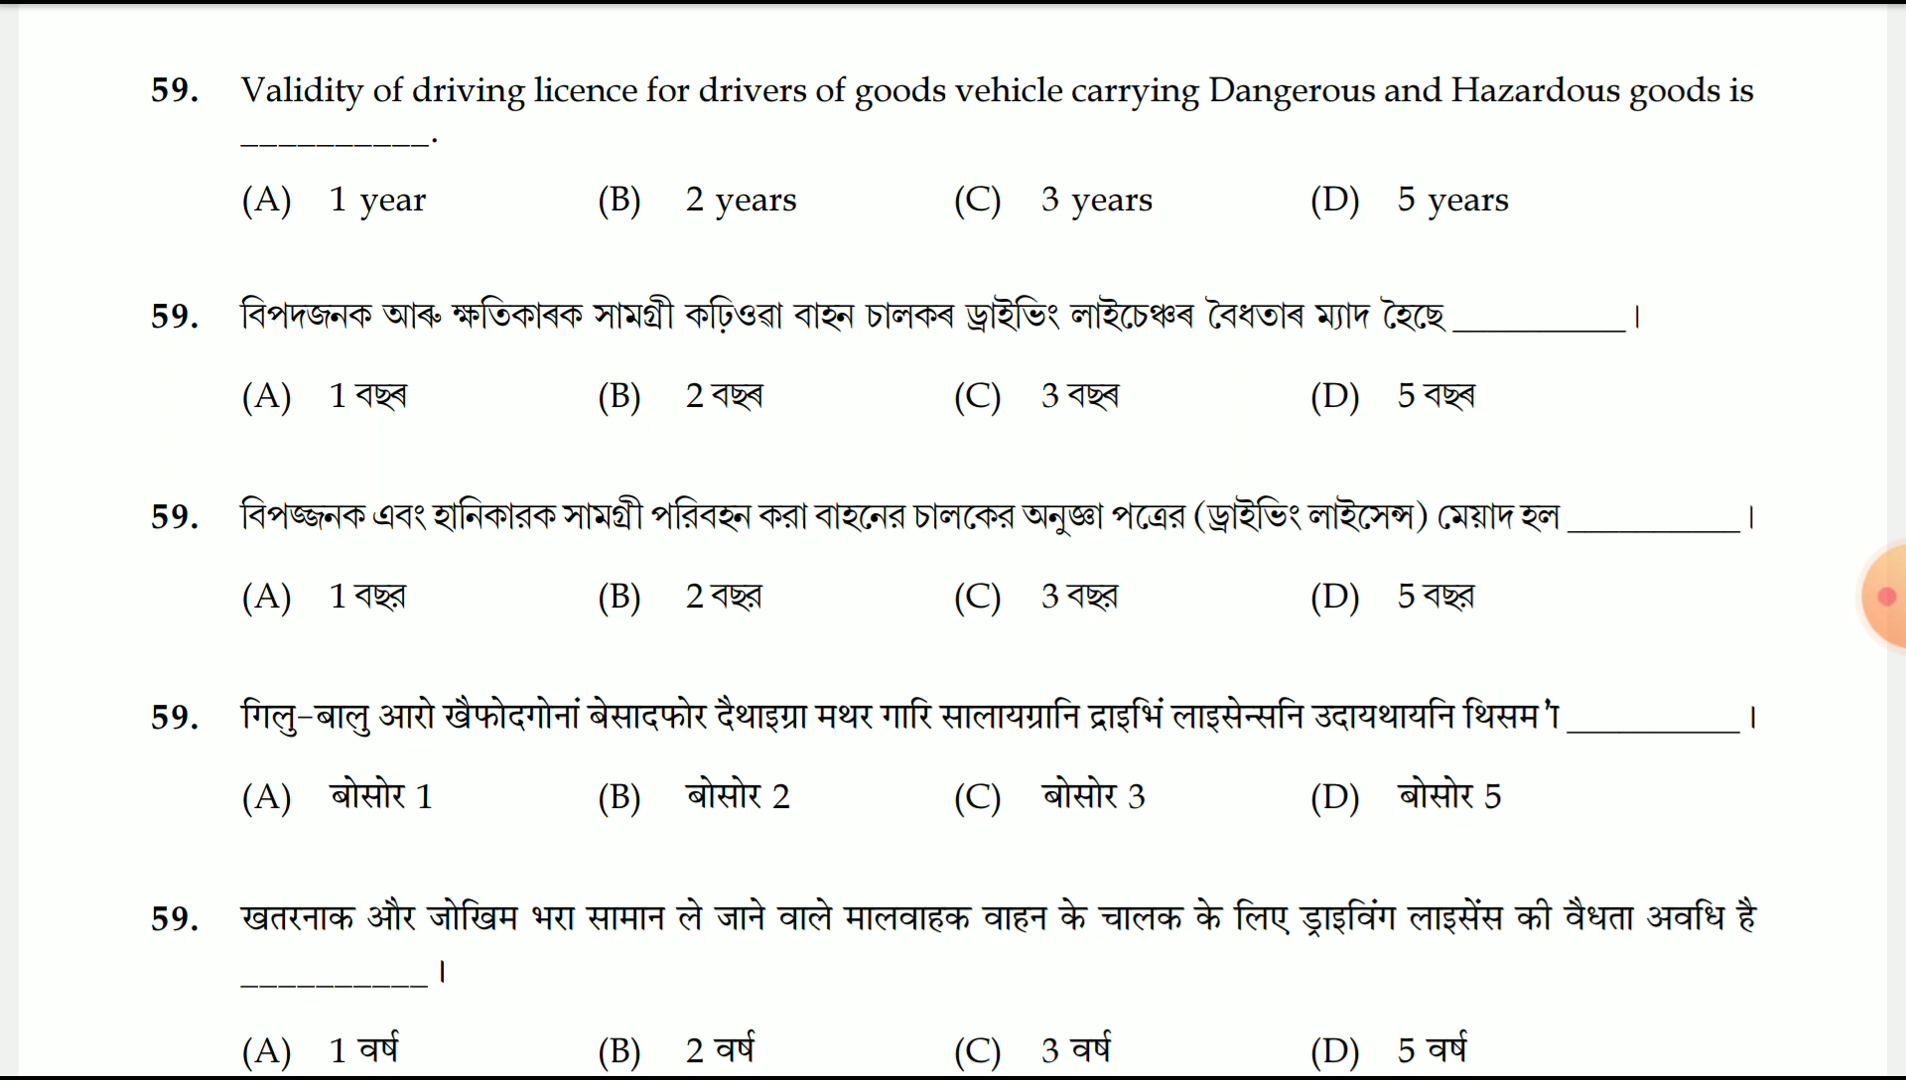 59. Validity of driving licence for drivers of goods vehicle carrying Dangerous and Hazardous goods is
__________.
(A) 1 year (B) 2 years (C) 3 years (D) 5 years
59. বিপদজনক আৰু ক্ষতিকাৰক সামগ্ৰী কঢ়িওৱা বাহন চালকৰ ড্ৰাইভিং লাইচেঞ্চৰ বৈধতাৰ ম্যাদ হৈছে __________ ।
(A) 1 বছৰ (B) 2 বছৰ (C) 3 বছৰ (D) 5 বছৰ
59. বিপজ্জনক এবং হানিকারক সামগ্রী পরিবহন করা বাহনের চালকের অনুজ্ঞা পত্রের (ড্রাইভিং লাইসেন্স) মেয়াদ হল __________ ।
(A) 1 বছর (B) 2 বছর (C) 3 বছর (D) 5 বছর
59. गिलु-बालु आरो खैफोदगोनां बेसादफोर दैथाइग्रा मथर गारि सालायग्रानि द्राइभिं लाइसेन्सनि उदायथायनि थिसम'ा __________ ।
(A) बोसोर 1 (B) बोसोर 2 (C) बोसोर 3 (D) बोसोर 5
59. खतरनाक और जोखिम भरा सामान ले जाने वाले मालवाहक वाहन के चालक के लिए ड्राइविंग लाइसेंस की वैधता अवधि है
__________ ।
(A) 1 वर्ष (B) 2 वर्ष (C) 3 वर्ष (D) 5 वर्ष